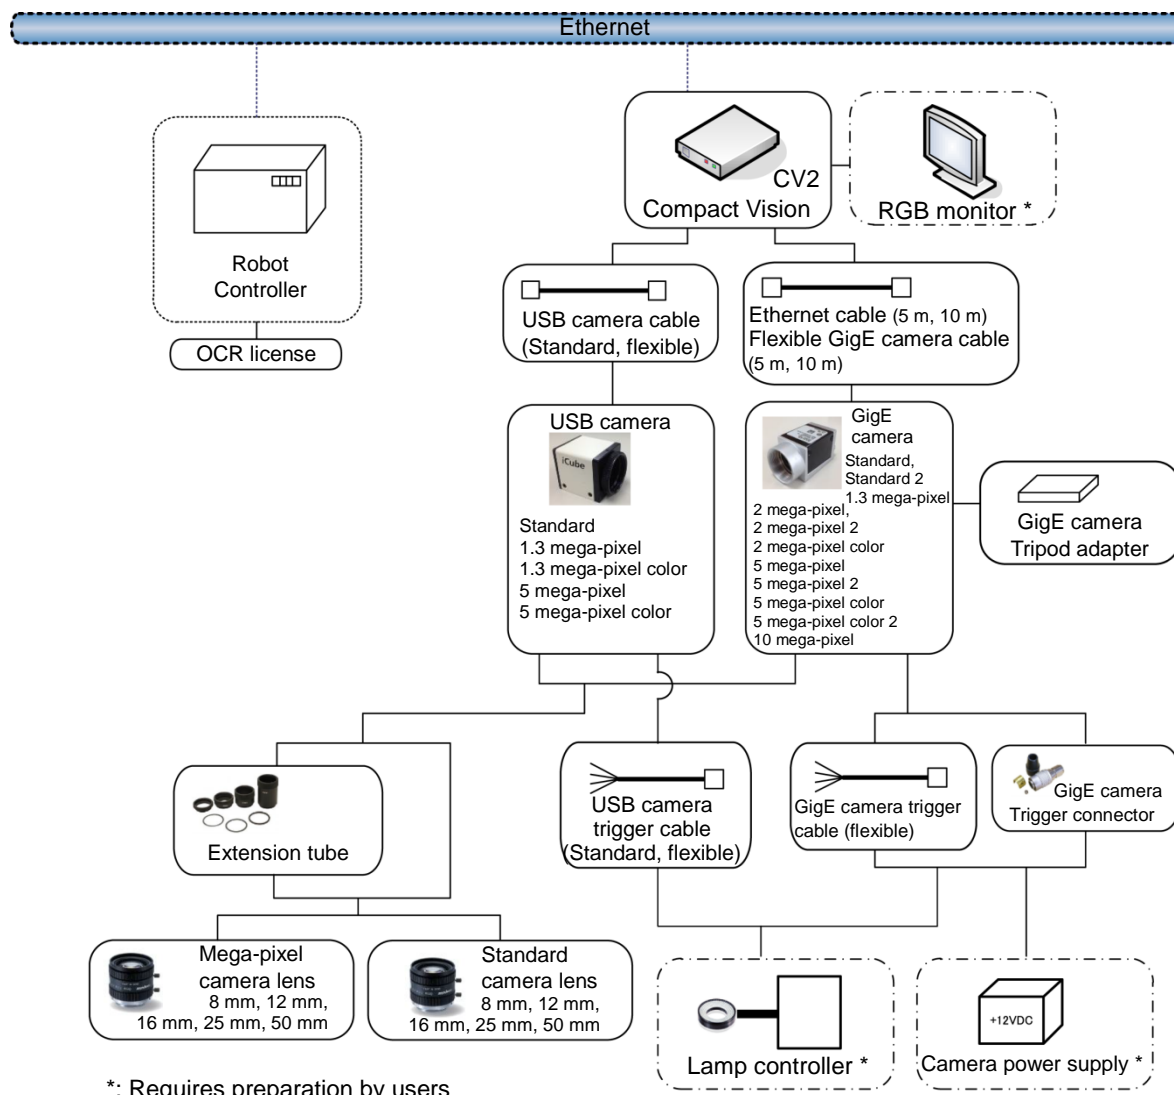 Ethernet
CV2
Compact Vision
RGB monitor *
Robot
Controller
OCR license
USB camera cable
(Standard, flexible)
Ethernet cable (5 m, 10 m)
Flexible GigE camera cable
(5 m, 10 m)
USB camera
iCube
Standard
1.3 mega-pixel
1.3 mega-pixel color
5 mega-pixel
5 mega-pixel color
GigE
camera
Standard,
Standard 2
1.3 mega-pixel
2 mega-pixel,
2 mega-pixel 2
2 mega-pixel color
5 mega-pixel
5 mega-pixel 2
5 mega-pixel color
5 mega-pixel color 2
10 mega-pixel
GigE camera
Tripod adapter
Extension tube
USB camera
trigger cable
(Standard, flexible)
GigE camera trigger
cable (flexible)
GigE camera
Trigger connector
Mega-pixel
camera lens
8 mm, 12 mm,
16 mm, 25 mm, 50 mm
Standard
camera lens
8 mm, 12 mm,
16 mm, 25 mm, 50 mm
Lamp controller *
+12VDC
Camera power supply *
*: Requires preparation by users